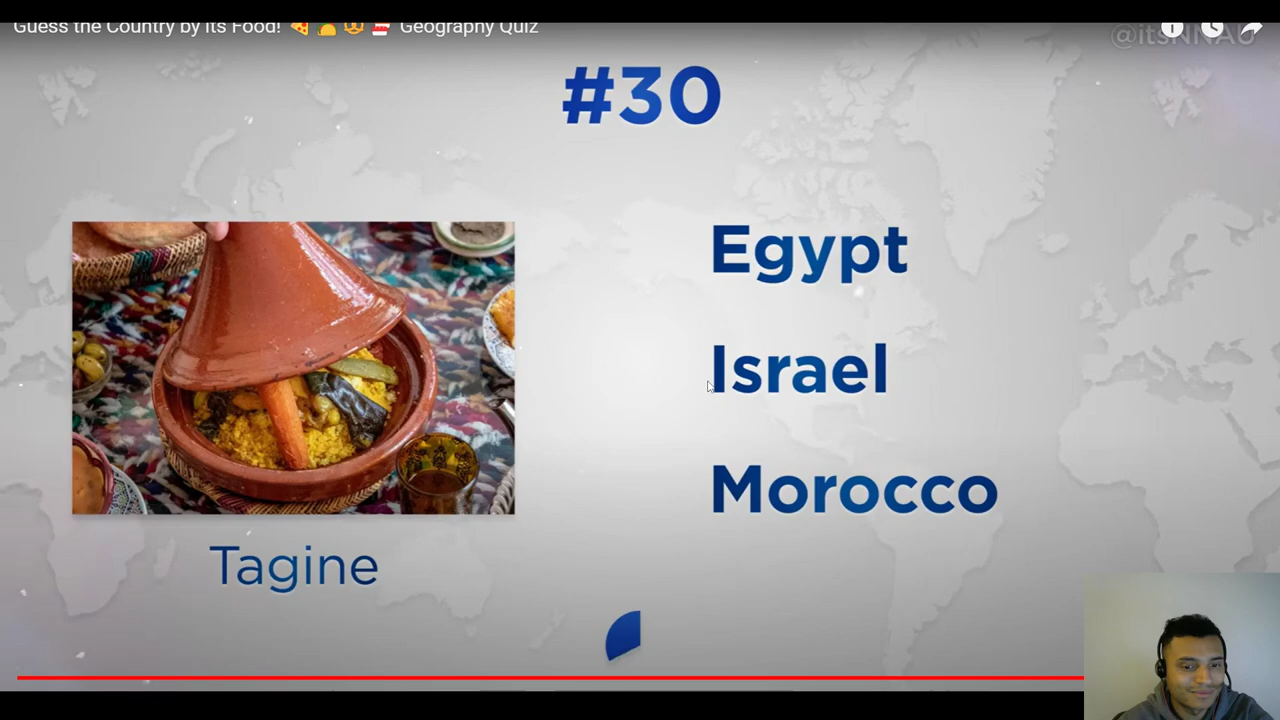 Guess the Country by its Food! 🍕 🌮 🥨 🍰 Geography Quiz
#30
Egypt
Israel
Morocco
Tagine